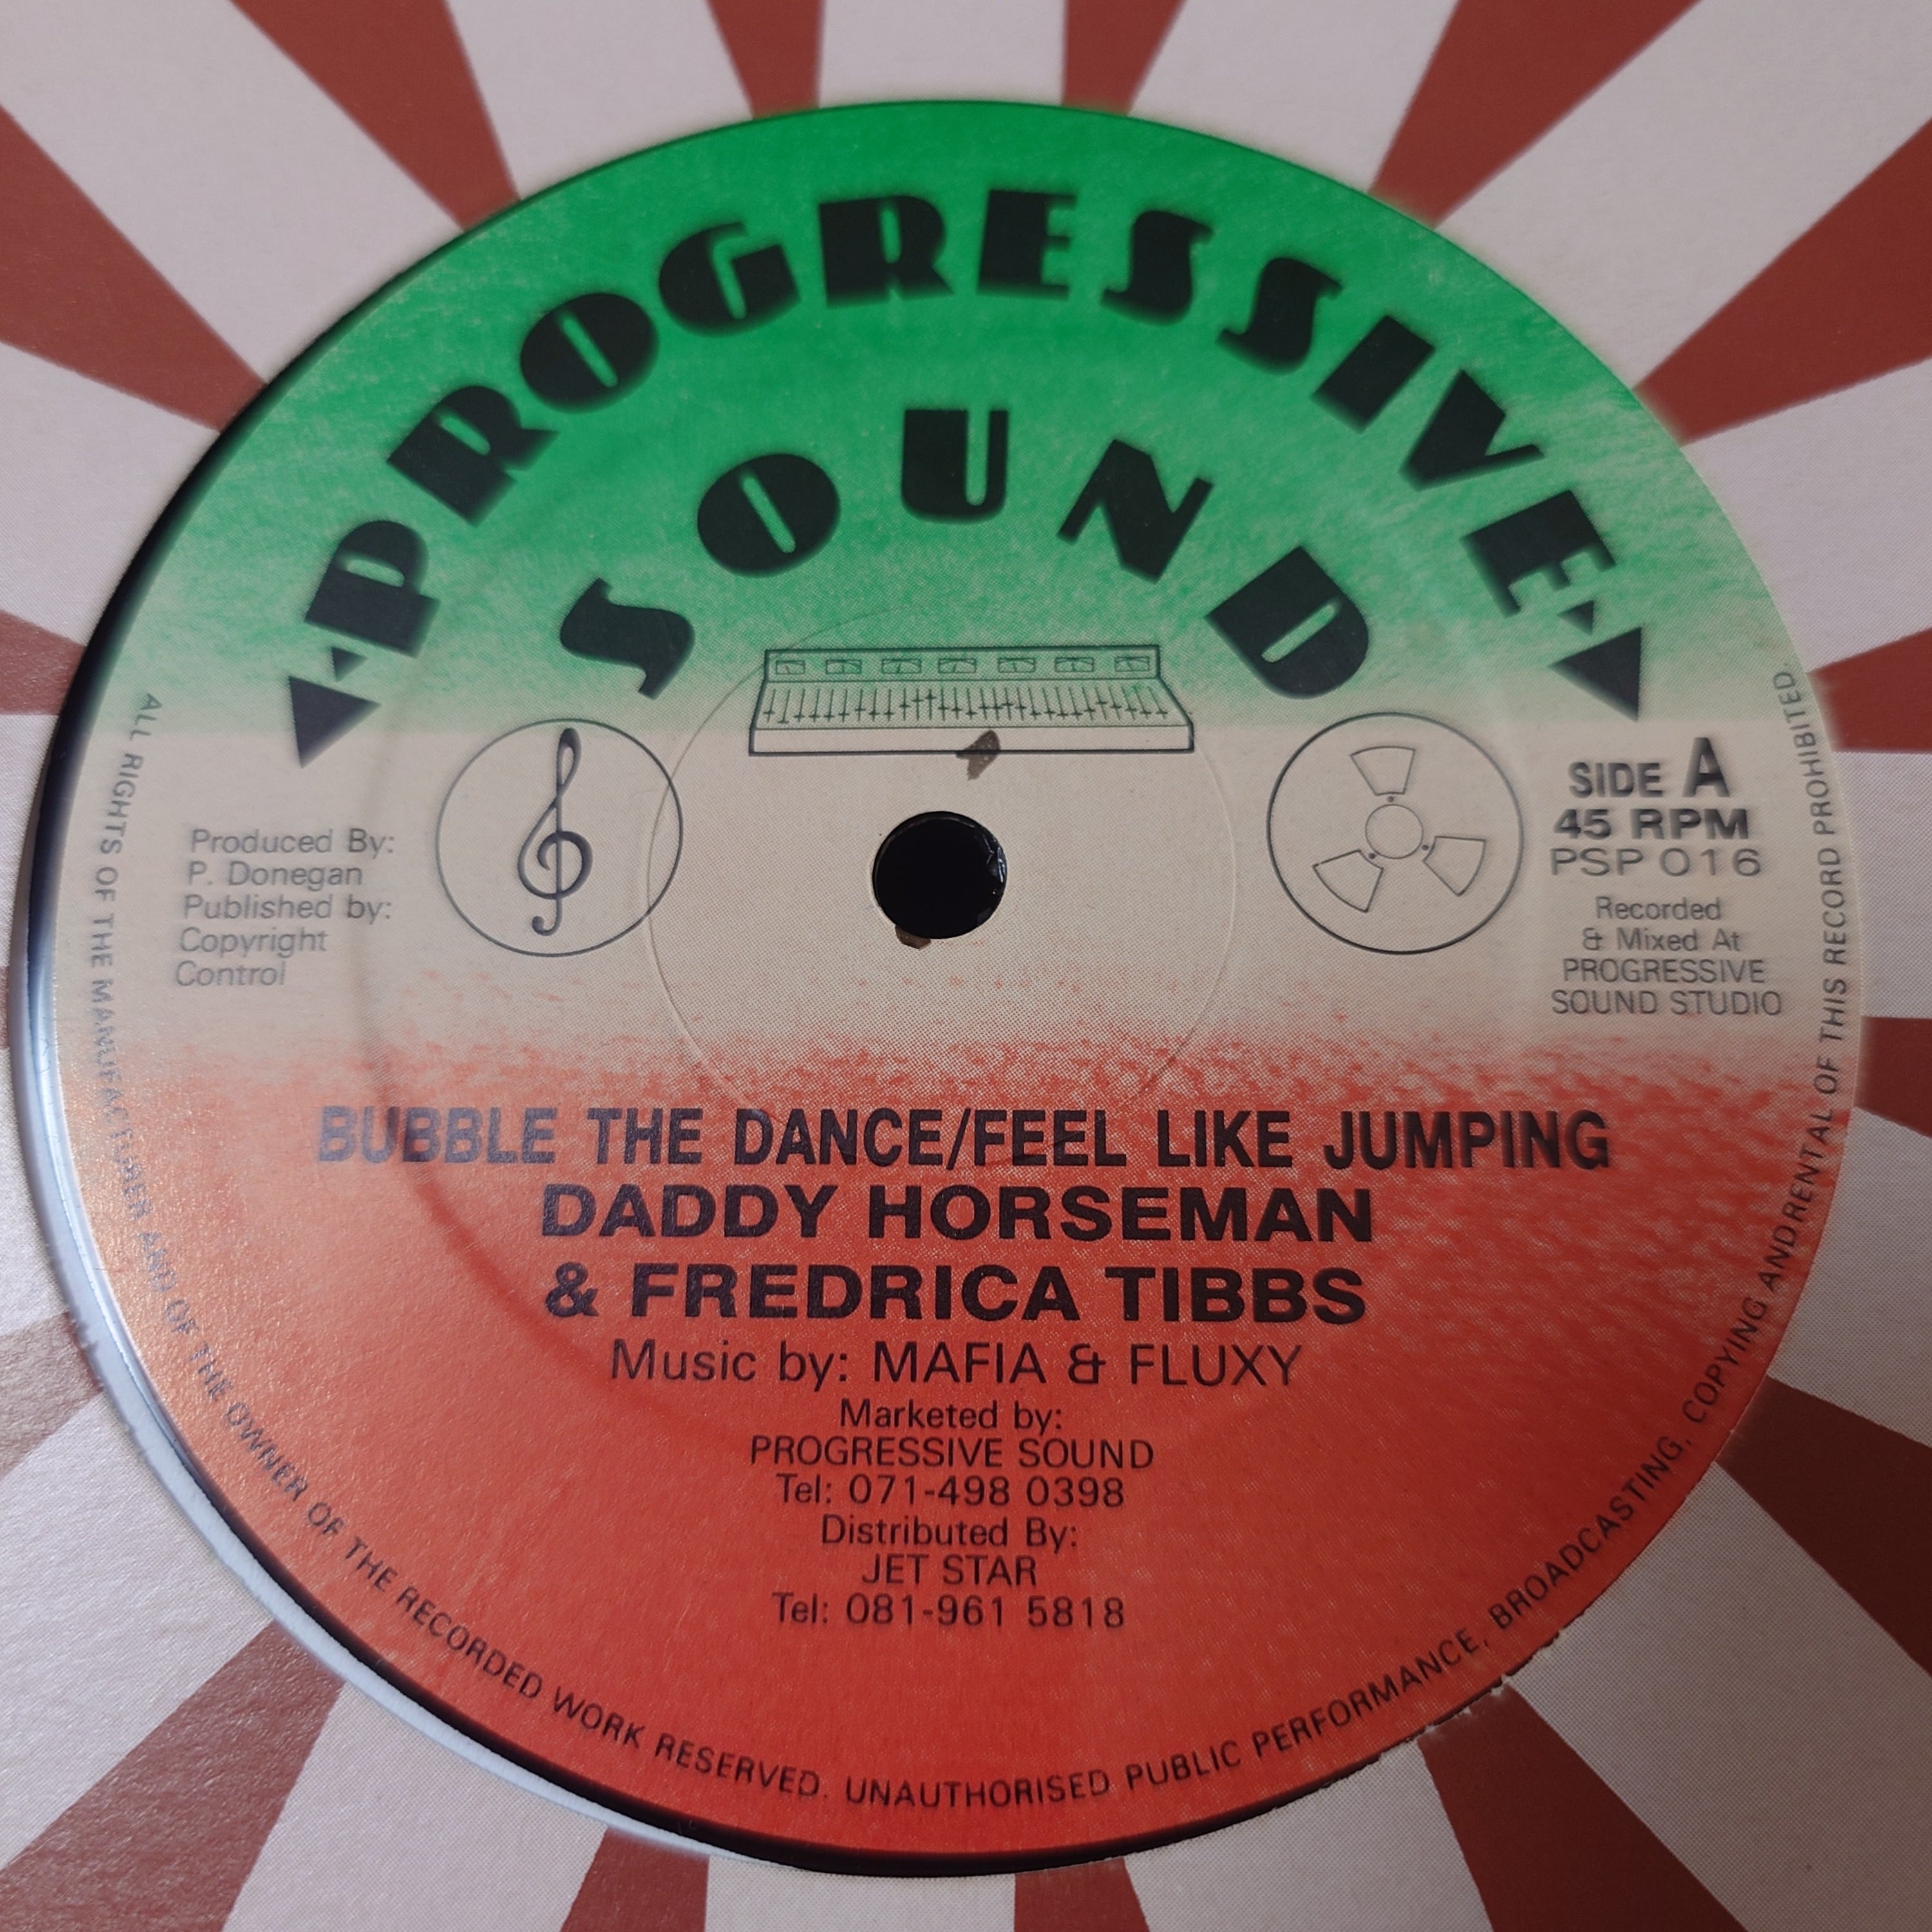 PROGRESSIVE
SOUND
SIDE A
45 RPM
PSP 016
Recorded
& Mixed At
PROGRESSIVE
SOUND STUDIO
Produced By:
P. Donegan
Published by:
Copyright
Control
BUBBLE THE DANCE/FEEL LIKE JUMPING
DADDY HORSEMAN
& FREDRICA TIBBS
Music by: MAFIA & FLUXY
Marketed by:
PROGRESSIVE SOUND
Tel: 071-498 0398
Distributed By:
JET STAR
Tel: 081-961 5818
ALL RIGHTS OF THE MANUFACTURER AND OF THE OWNER OF THE RECORDED WORK RESERVED. UNAUTHORISED PUBLIC PERFORMANCE, BROADCASTING, COPYING ANDRENTAL OF THIS RECORD PROHIBITED.